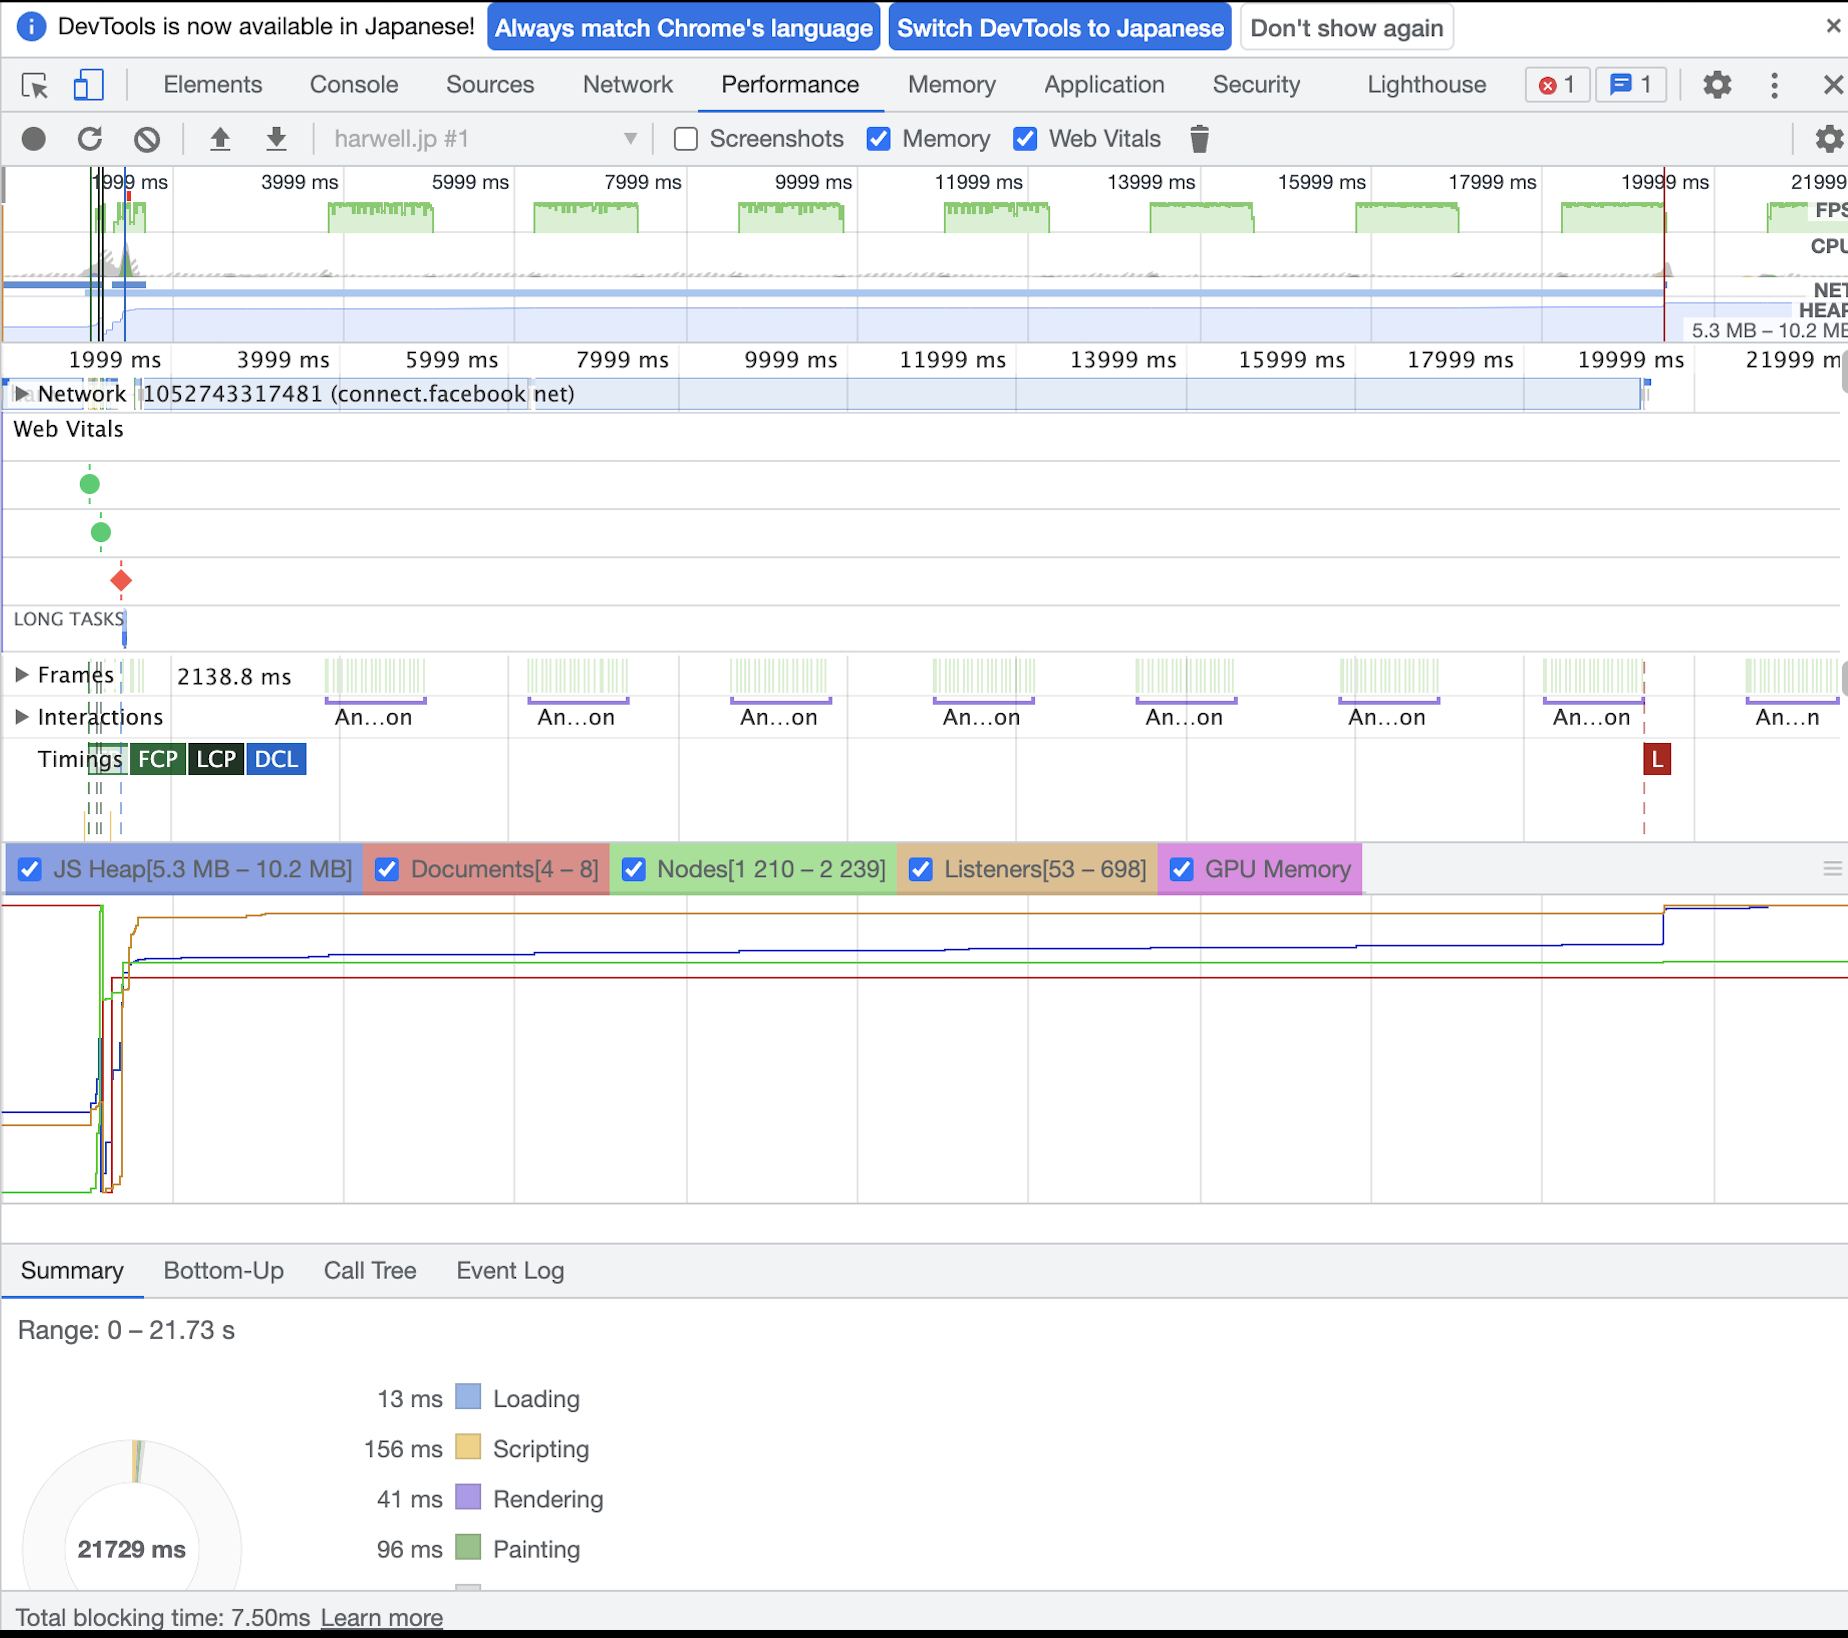 DevTools is now available in Japanese! Always match Chrome's language Switch DevTools to Japanese Don't show again
Elements Console Sources Network Performance Memory Application Security Lighthouse 1 1
harwell.jp #1 Screenshots Memory Web Vitals
1999 ms 3999 ms 5999 ms 7999 ms 9999 ms 11999 ms 13999 ms 15999 ms 17999 ms 19999 ms 21999
FPS
CPU
NET
HEAP
5.3 MB – 10.2 MB
1999 ms 3999 ms 5999 ms 7999 ms 9999 ms 11999 ms 13999 ms 15999 ms 17999 ms 19999 ms 21999 m
Network 1052743317481 (connect.facebook net)
Web Vitals
LONG TASKS
Frames 2138.8 ms
Interactions An...on An...on An...on An...on An...on An...on An...on An...n
Timings FCP LCP DCL L
JS Heap[5.3 MB – 10.2 MB] Documents[4 – 8] Nodes[1 210 – 2 239] Listeners[53 – 698] GPU Memory
Summary Bottom-Up Call Tree Event Log
Range: 0 – 21.73 s
13 ms Loading
156 ms Scripting
41 ms Rendering
96 ms Painting
21729 ms
Total blocking time: 7.50ms Learn more